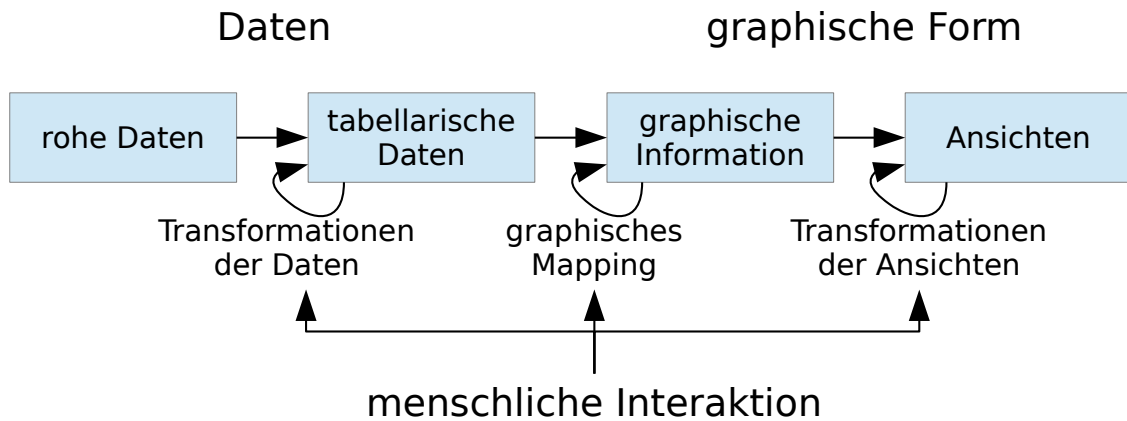 Daten
graphische Form
rohe Daten
tabellarische
Daten
graphische
Information
Ansichten
Transformationen
der Daten
graphisches
Mapping
Transformationen
der Ansichten
menschliche Interaktion